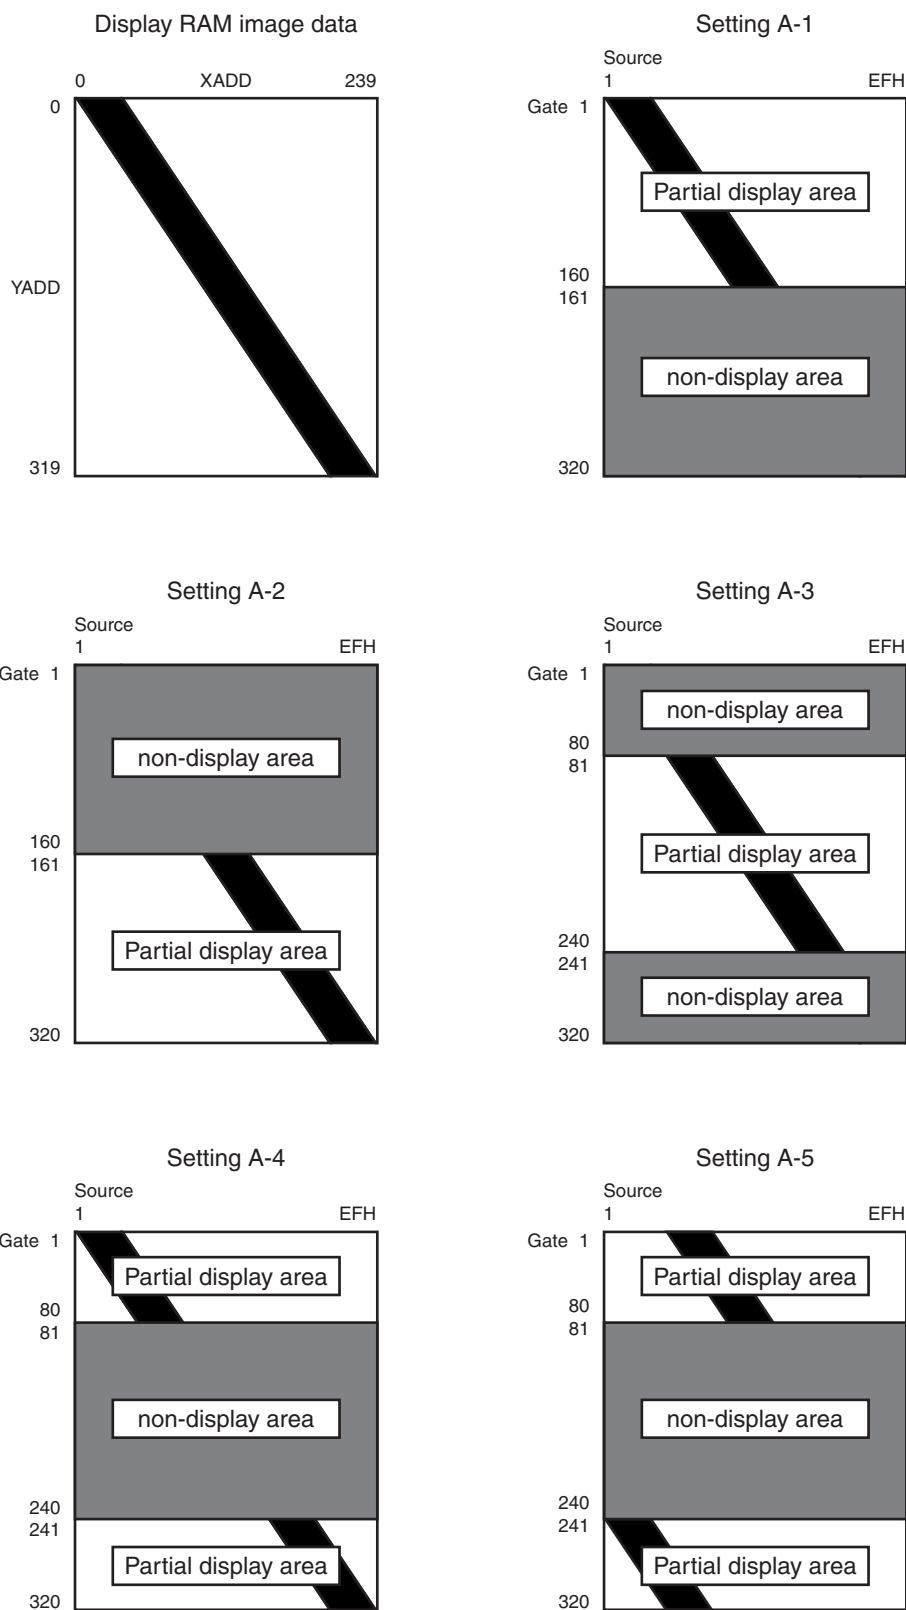 Display RAM image data
0 XADD 239
0
YADD
319
Setting A-1
Source
1 EFH
Gate 1
Partial display area
160
161
non-display area
320
Setting A-2
Source
1 EFH
Gate 1
non-display area
160
161
Partial display area
320
Setting A-3
Source
1 EFH
Gate 1
non-display area
80
81
Partial display area
240
241
non-display area
320
Setting A-4
Source
1 EFH
Gate 1
Partial display area
80
81
non-display area
240
241
Partial display area
320
Setting A-5
Source
1 EFH
Gate 1
Partial display area
80
81
non-display area
240
241
Partial display area
320